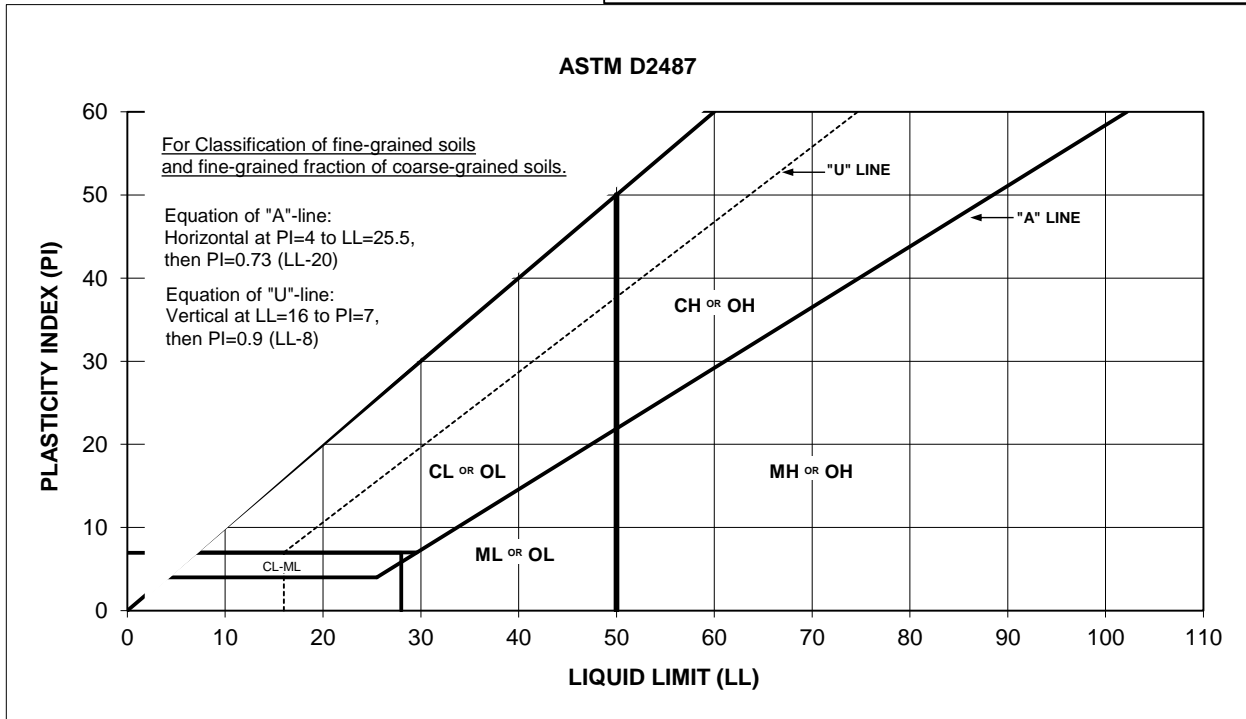 ASTM D2487
For Classification of fine-grained soils
and fine-grained fraction of coarse-grained soils.
Equation of "A"-line:
Horizontal at PI=4 to LL=25.5,
then PI=0.73 (LL-20)
Equation of "U"-line:
Vertical at LL=16 to PI=7,
then PI=0.9 (LL-8)
"U" LINE
"A" LINE
CH OR OH
CL OR OL
MH OR OH
ML OR OL
CL-ML
PLASTICITY INDEX (PI)
60
50
40
30
20
10
0
0 10 20 30 40 50 60 70 80 90 100 110
LIQUID LIMIT (LL)